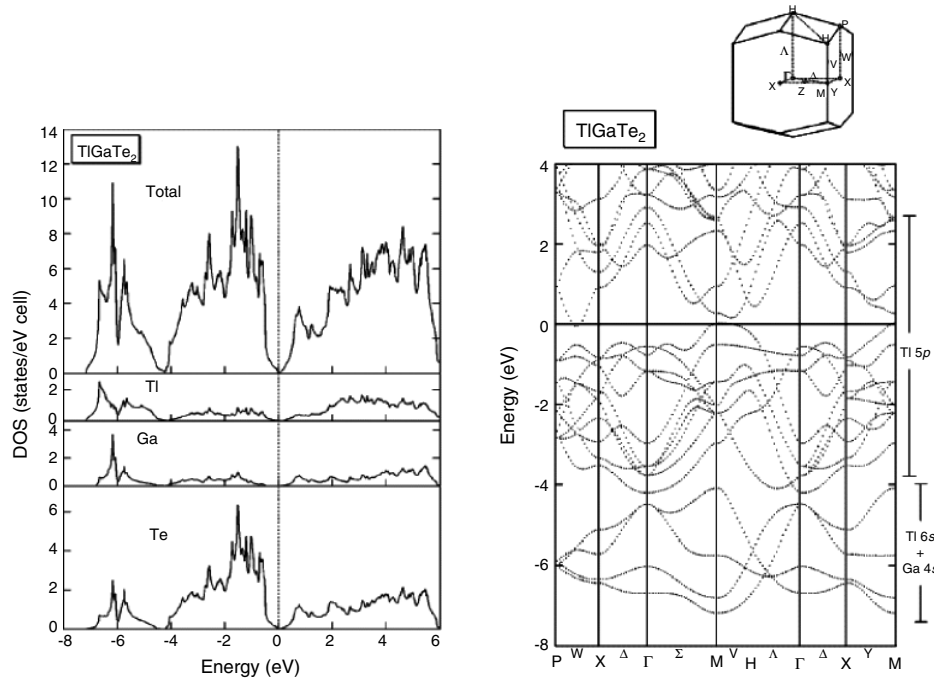 TlGaTe2
Total
14
12
10
8
6
4
2
0
Tl
2
0
Ga
4
2
0
Te
6
4
2
0
-8 -6 -4 -2 0 2 4 6
DOS (states/eV cell)
Energy (eV)
H
P
H
Λ
W
V
Γ Δ
X Z M Y X
TlGaTe2
4
2
0
-2
-4
-6
-8
Energy (eV)
Tl 5p
Tl 6s
+
Ga 4s
P W X Δ Γ Σ M V H Λ Γ Δ X Y M